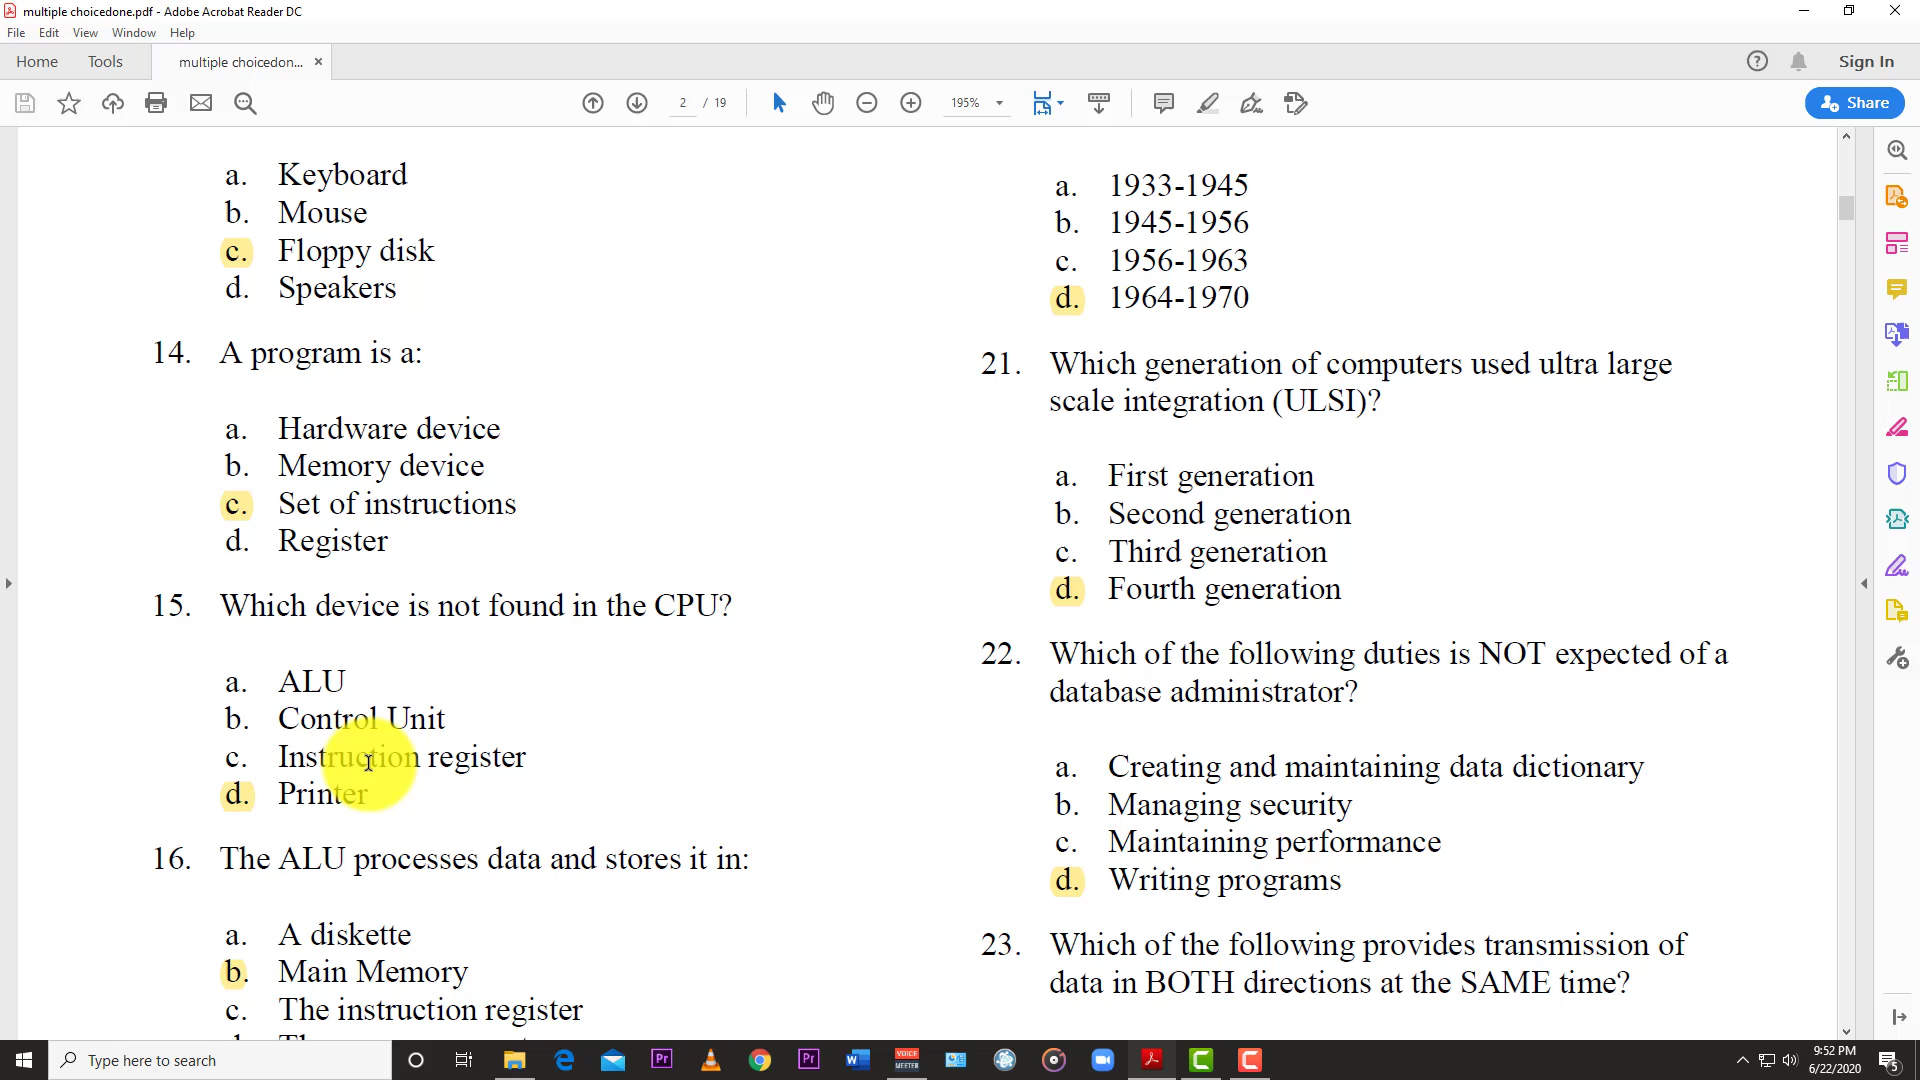 multiple choicedone.pdf - Adobe Acrobat Reader DC
File Edit View Window Help
Home Tools multiple choicedon... × Sign In
2 / 19 195% Share
a. Keyboard
b. Mouse
c. Floppy disk
d. Speakers
14. A program is a:
a. Hardware device
b. Memory device
c. Set of instructions
d. Register
15. Which device is not found in the CPU?
a. ALU
b. Control Unit
c. Instruction register
d. Printer
16. The ALU processes data and stores it in:
a. A diskette
b. Main Memory
c. The instruction register
a. 1933-1945
b. 1945-1956
c. 1956-1963
d. 1964-1970
21. Which generation of computers used ultra large
scale integration (ULSI)?
a. First generation
b. Second generation
c. Third generation
d. Fourth generation
22. Which of the following duties is NOT expected of a
database administrator?
a. Creating and maintaining data dictionary
b. Managing security
c. Maintaining performance
d. Writing programs
23. Which of the following provides transmission of
data in BOTH directions at the SAME time?
Type here to search
Pr
Pr
VOICE
MEETER
9:52 PM
6/22/2020
5